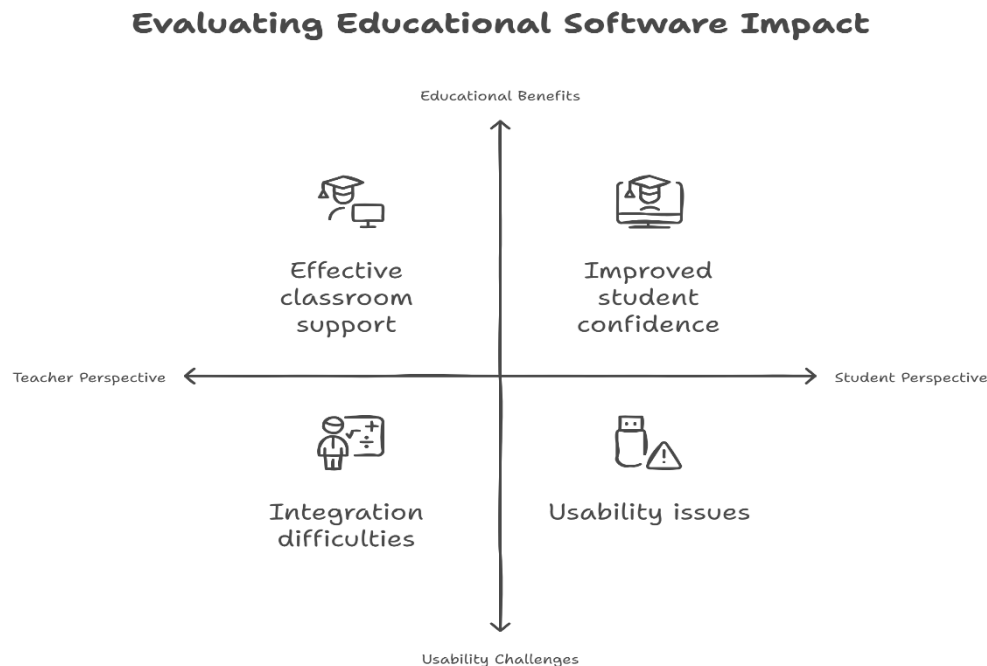 Evaluating Educational Software Impact
Educational Benefits
Effective
classroom
support
Improved
student
confidence
Teacher Perspective
Student Perspective
Integration
difficulties
Usability issues
Usability Challenges